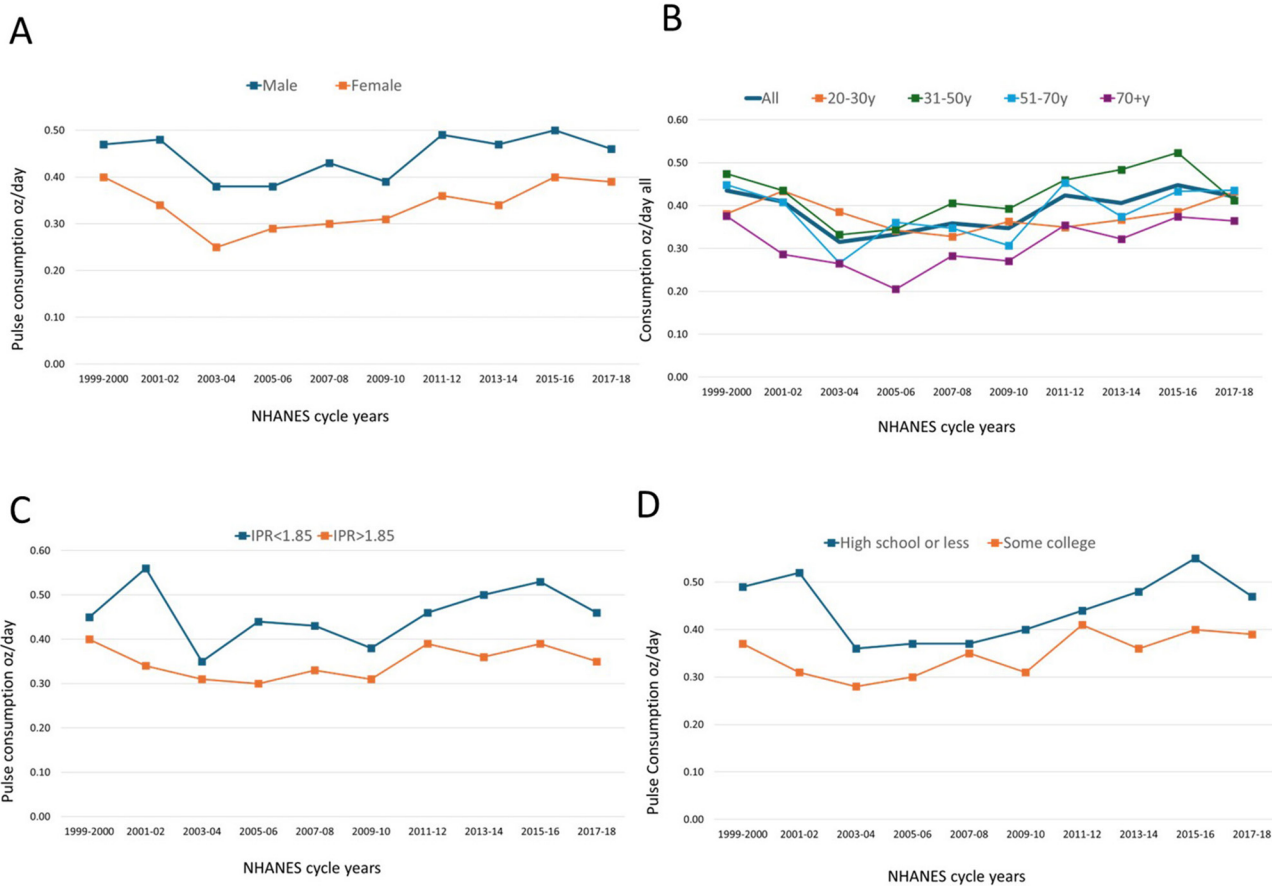 A
Male Female
Pulse consumption oz/day
0.50
0.40
0.30
0.20
0.10
0.00
1999-2000 2001-02 2003-04 2005-06 2007-08 2009-10 2011-12 2013-14 2015-16 2017-18
NHANES cycle years
B
All 20-30y 31-50y 51-70y 70+y
Consumption oz/day all
0.60
0.50
0.40
0.30
0.20
0.10
0.00
1999-2000 2001-02 2003-04 2005-06 2007-08 2009-10 2011-12 2013-14 2015-16 2017-18
NHANES cycle years
C
IPR<1.85 IPR>1.85
Pulse consumption oz/day
0.60
0.50
0.40
0.30
0.20
0.10
0.00
1999-2000 2001-02 2003-04 2005-06 2007-08 2009-10 2011-12 2013-14 2015-16 2017-18
NHANES cycle years
D
High school or less Some college
Pulse Consumption oz/day
0.50
0.40
0.30
0.20
0.10
0.00
1999-2000 2001-02 2003-04 2005-06 2007-08 2009-10 2011-12 2013-14 2015-16 2017-18
NHANES cycle years